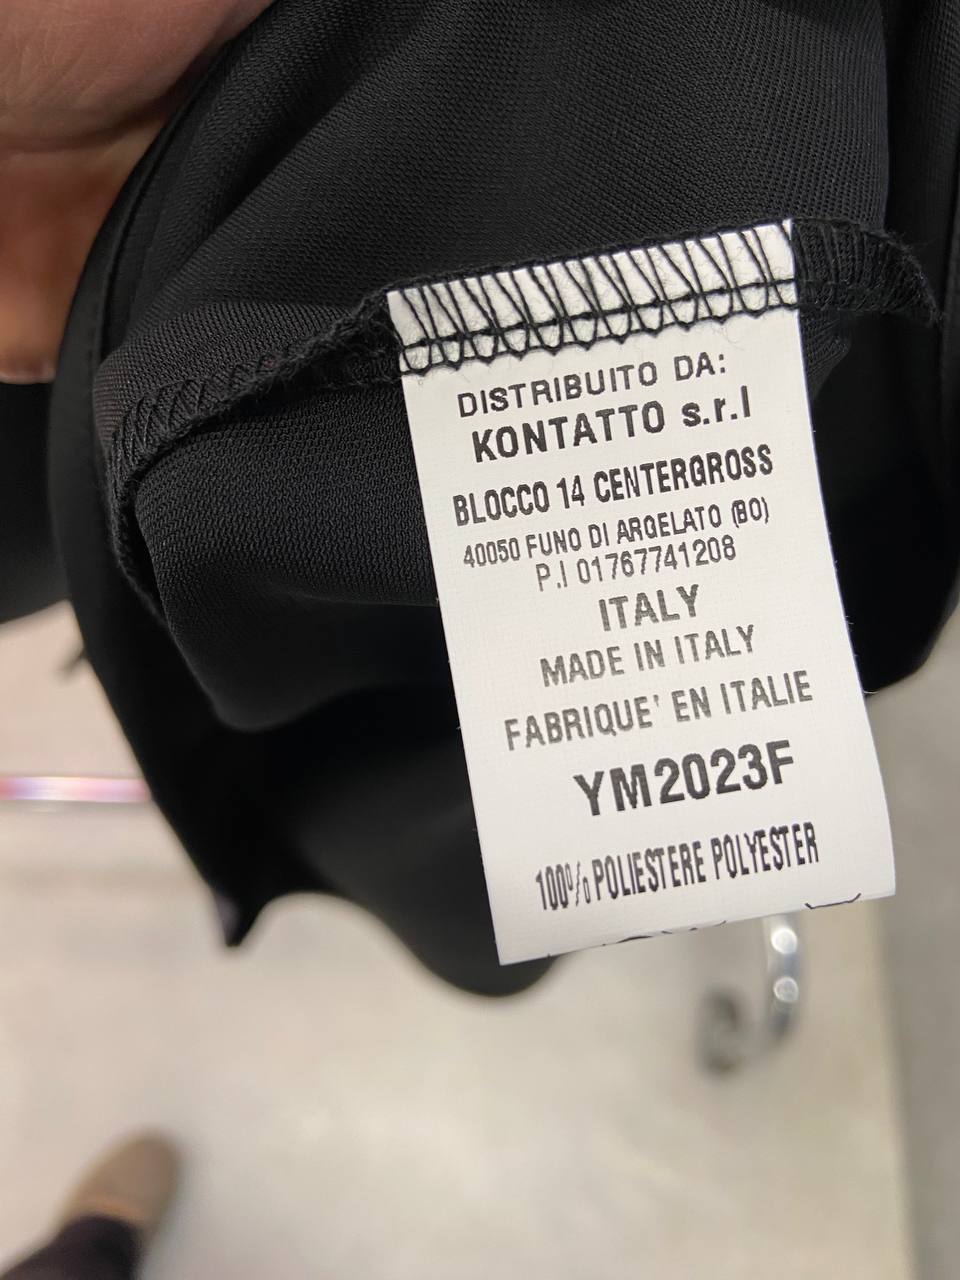 DISTRIBUITO DA:
KONTATTO s.r.l
BLOCCO 14 CENTERGROSS
40050 FUNO DI ARGELATO (BO)
P.I 01767741208
ITALY
MADE IN ITALY
FABRIQUE' EN ITALIE
YM2023F
100% POLIESTERE POLYESTER